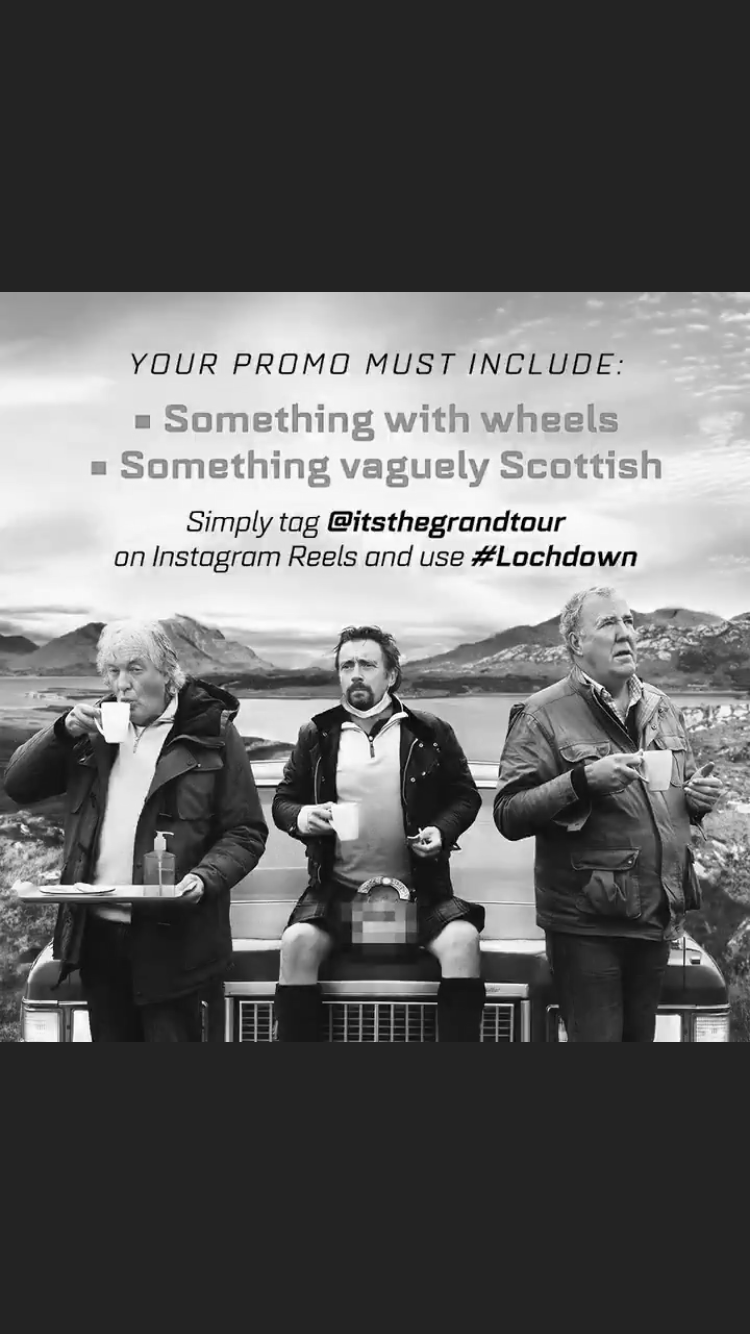 YOUR PROMO MUST INCLUDE:
▪ Something with wheels
▪ Something vaguely Scottish
Simply tag @itsthegrandtour
on Instagram Reels and use #Lochdown